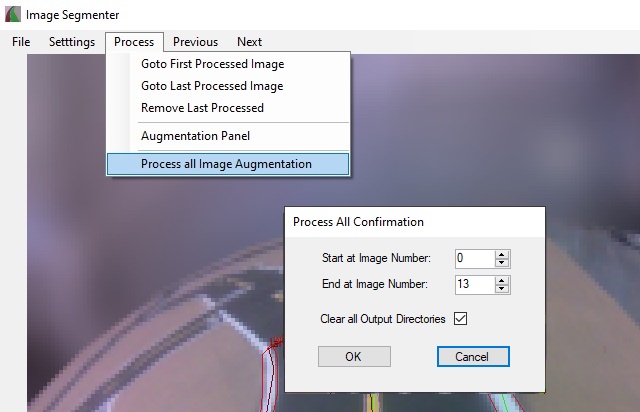 Image Segmenter
File Setttings Process Previous Next
Goto First Processed Image
Goto Last Processed Image
Remove Last Processed
Augmentation Panel
Process all Image Augmentation
Process All Confirmation
Start at Image Number: 0
End at Image Number: 13
Clear all Output Directories
OK Cancel